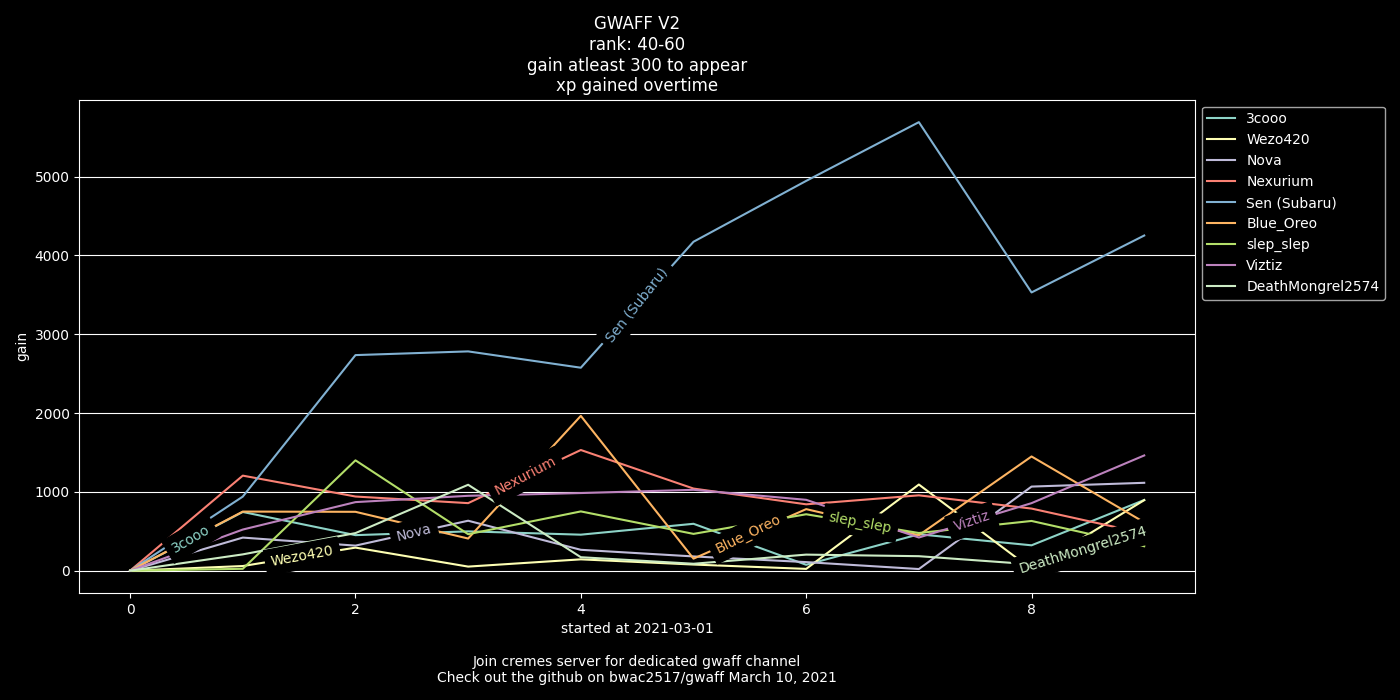 GWAFF V2
rank: 40-60
gain atleast 300 to appear
xp gained overtime
gain
5000
4000
3000
2000
1000
0
0 2 4 6 8
started at 2021-03-01
3cooo
Wezo420
Nova
Nexurium
Sen (Subaru)
Blue_Oreo
slep_slep
Viztiz
DeathMongrel2574
3cooo
Wezo420
Nova
Nexurium
Sen (Subaru)
Blue_Oreo
slep_slep
Viztiz
DeathMongrel2574
Join cremes server for dedicated gwaff channel
Check out the github on bwac2517/gwaff March 10, 2021